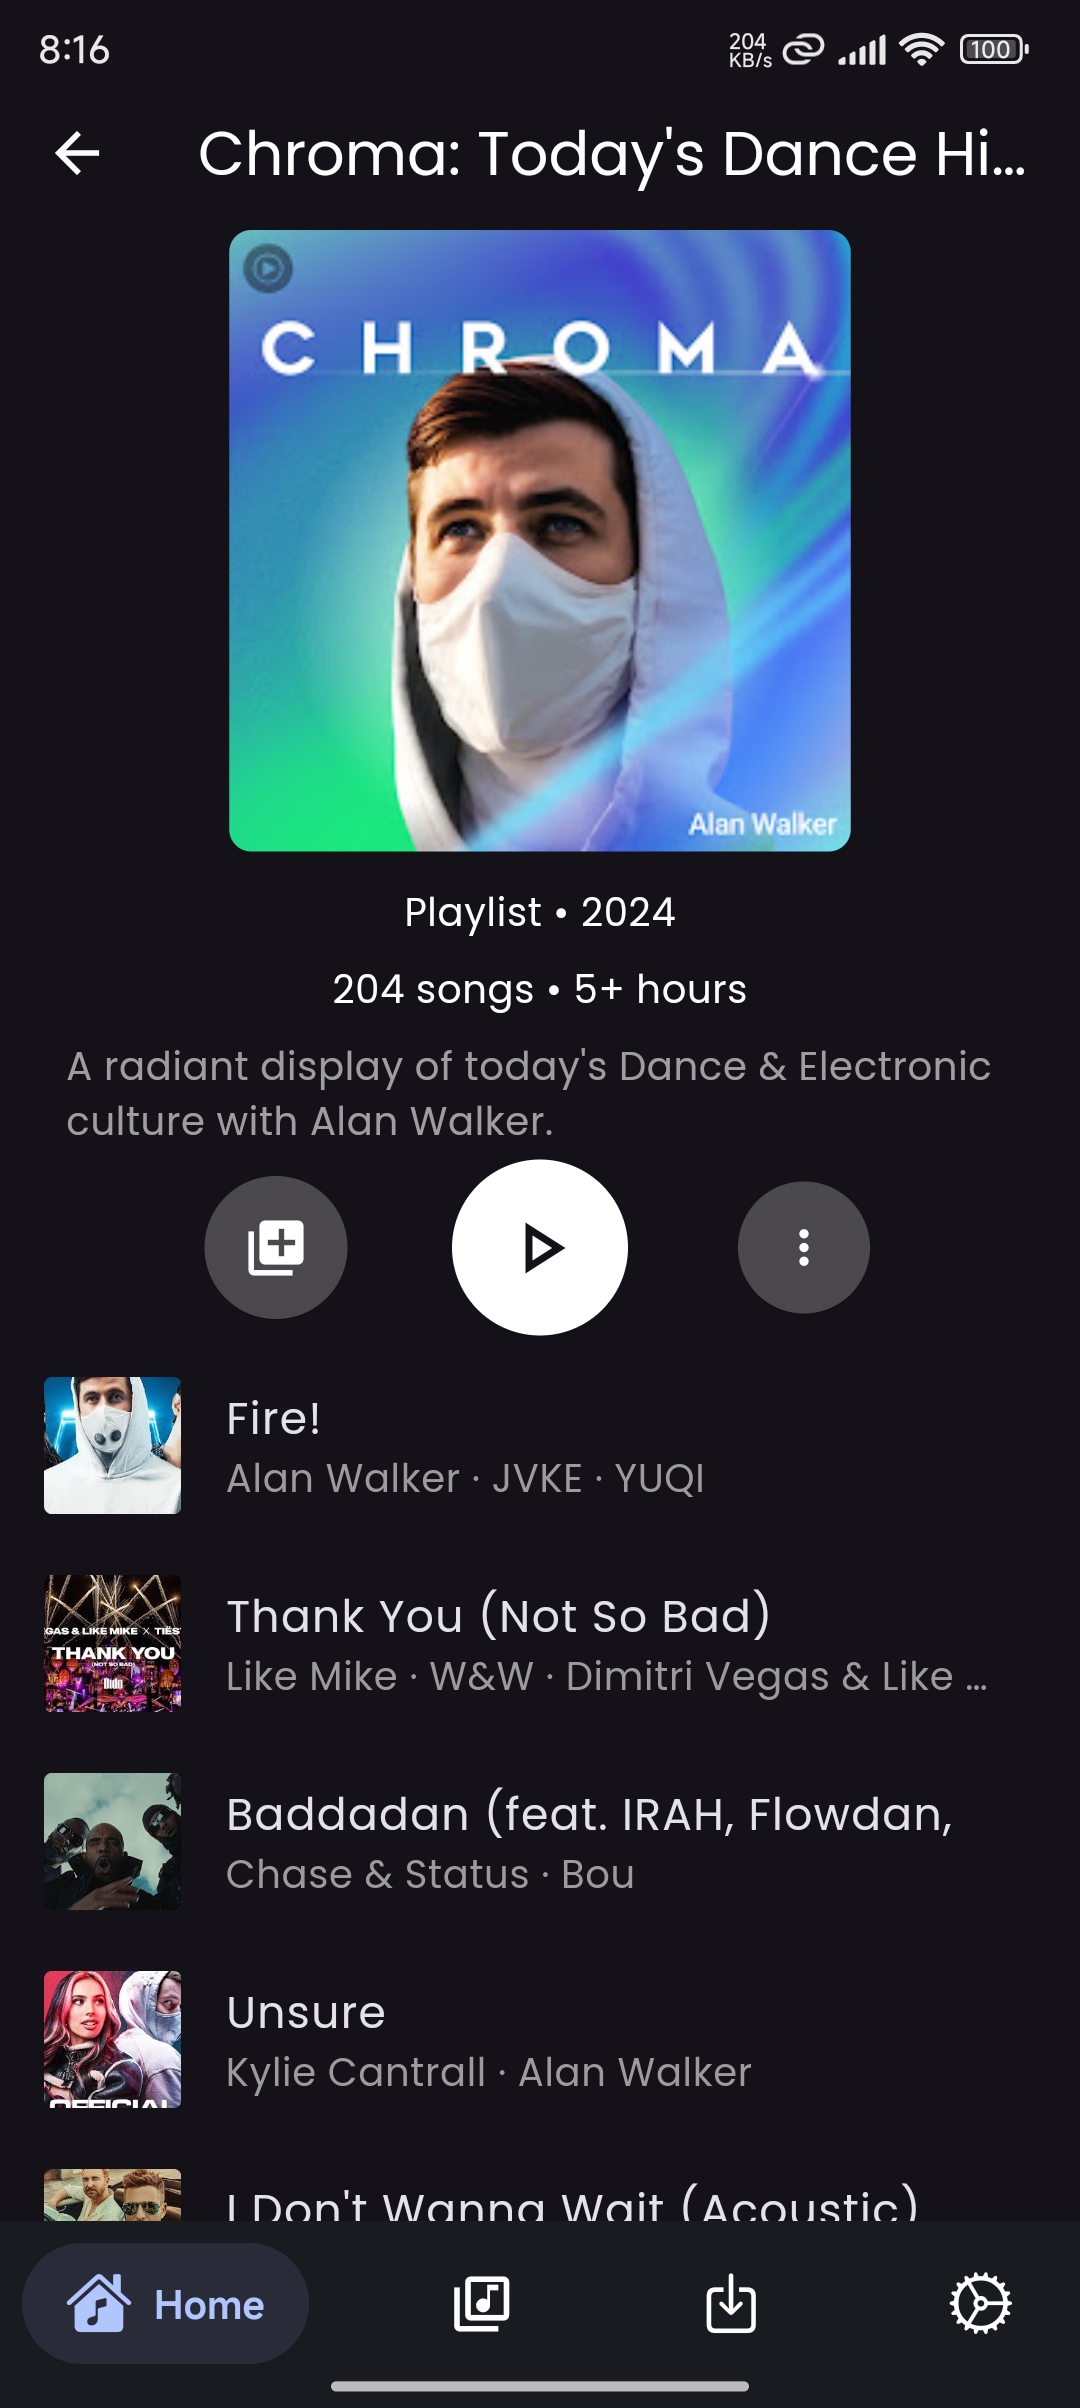 8:16
204
KB/s
100
Chroma: Today's Dance Hi...
CHROMA
Alan Walker
Playlist • 2024
204 songs • 5+ hours
A radiant display of today's Dance & Electronic
culture with Alan Walker.
Fire!
Alan Walker · JVKE · YUQI
GAS & LIKE MIKE × TIËS
THANK YOU
(NOT SO BAD)
Dido
Thank You (Not So Bad)
Like Mike · W&W · Dimitri Vegas & Like ...
Baddadan (feat. IRAH, Flowdan,
Chase & Status · Bou
OFFICIAL
Unsure
Kylie Cantrall · Alan Walker
I Don't Wanna Wait (Acoustic)
Home